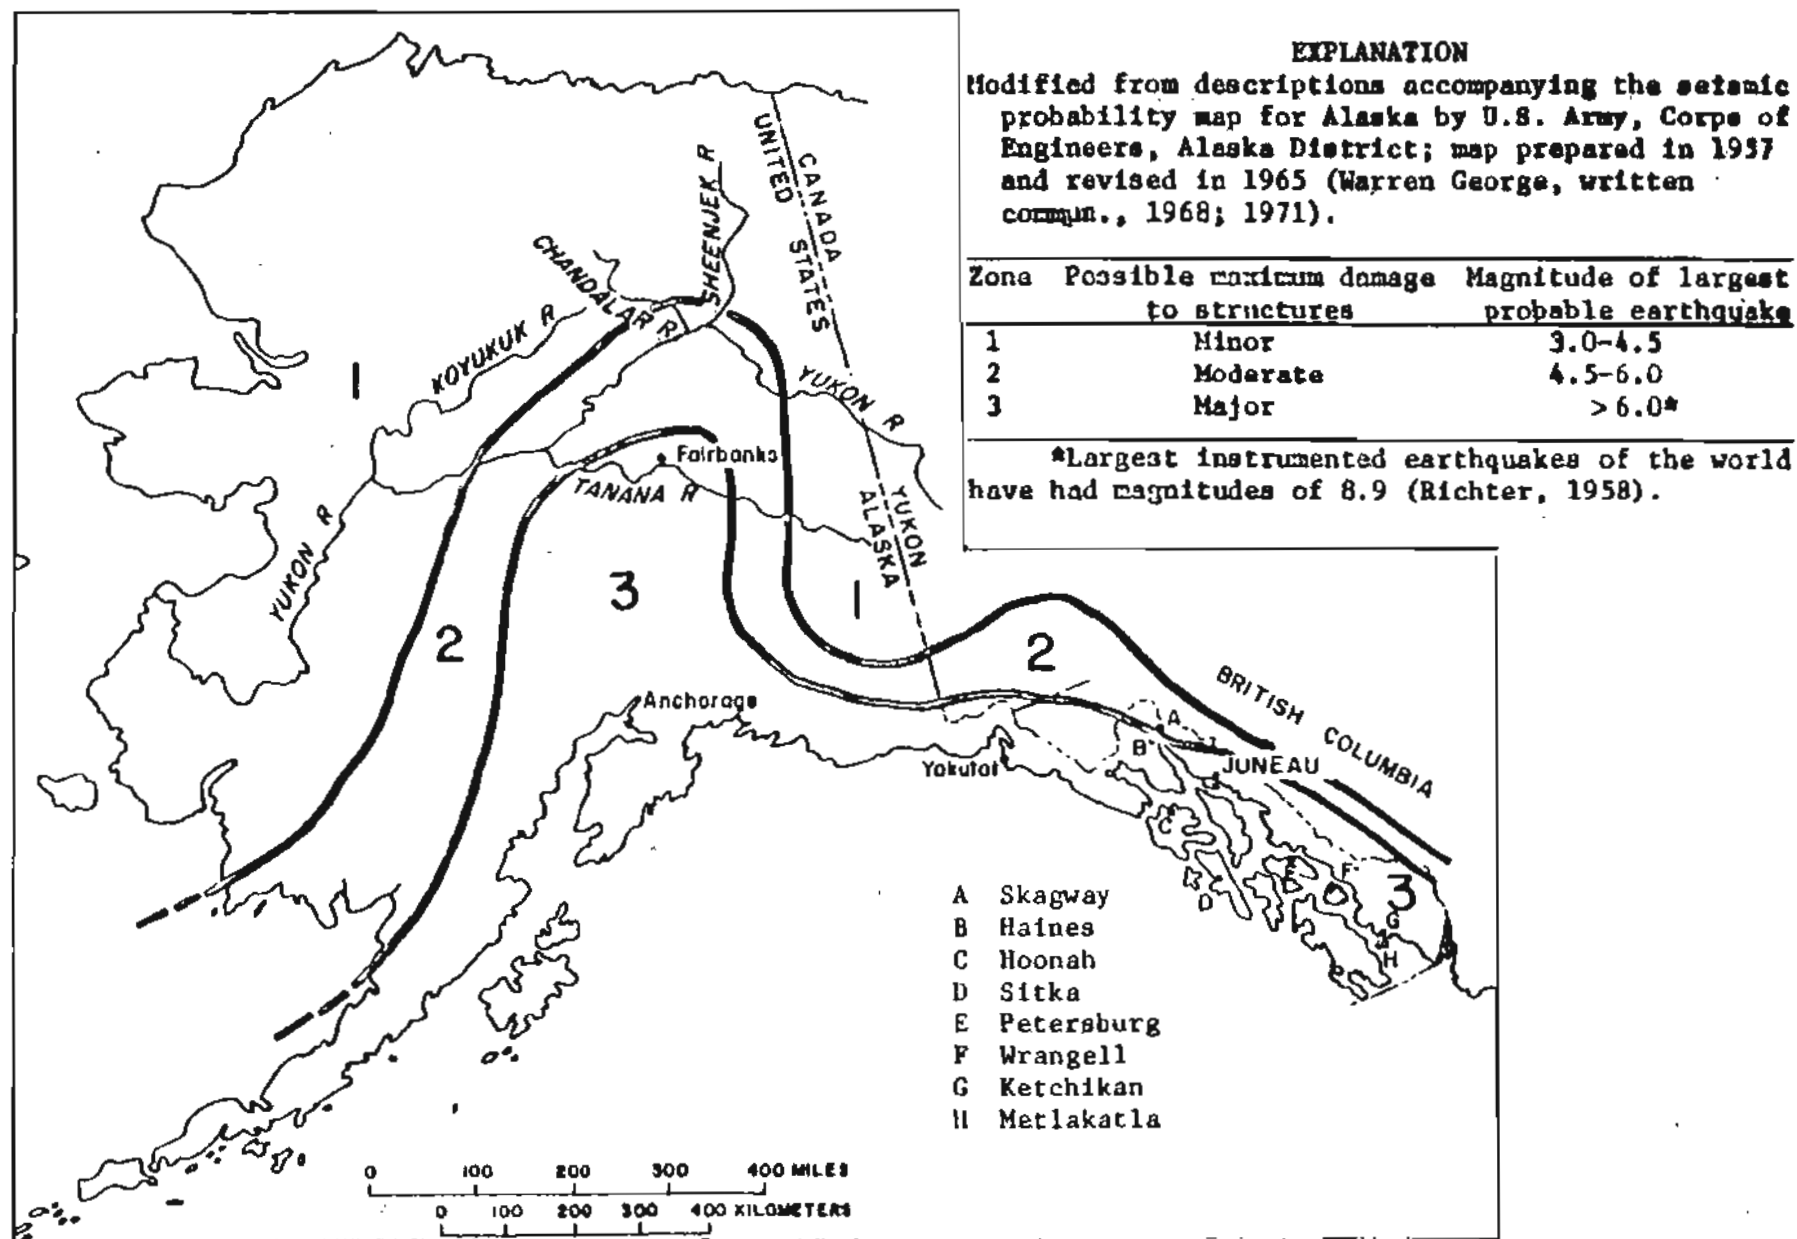 EXPLANATION
Modified from descriptions accompanying the seismic
probability map for Alaska by U.S. Army, Corps of
Engineers, Alaska District; map prepared in 1957
and revised in 1965 (Warren George, written
commun., 1968; 1971).
Zone Possible maximum damage Magnitude of largest
to structures probable earthquake
1 Minor 3.0-4.5
2 Moderate 4.5-6.0
3 Major >6.0*
*Largest instrumented earthquakes of the world
have had magnitudes of 8.9 (Richter, 1958).
UNITED STATES
CANADA
SHEENJEK R
CHANDALAR R
KOYUKUK R
1
YUKON R
Fairbanks
TANANA R
YUKON
ALASKA
YUKON R
3
1
2
2
Anchorage
BRITISH COLUMBIA
A
B
JUNEAU
Yakutat
C
E
F
3
D
G
H
A Skagway
B Haines
C Hoonah
D Sitka
E Petersburg
F Wrangell
G Ketchikan
H Metlakatla
0 100 200 300 400 MILES
0 100 200 300 400 KILOMETERS